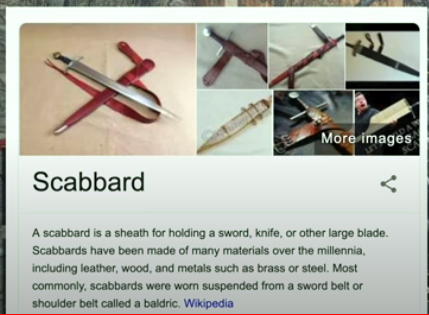 More images
Scabbard
A scabbard is a sheath for holding a sword, knife, or other large blade.
Scabbards have been made of many materials over the millennia,
including leather, wood, and metals such as brass or steel. Most
commonly, scabbards were worn suspended from a sword belt or
shoulder belt called a baldric. Wikipedia